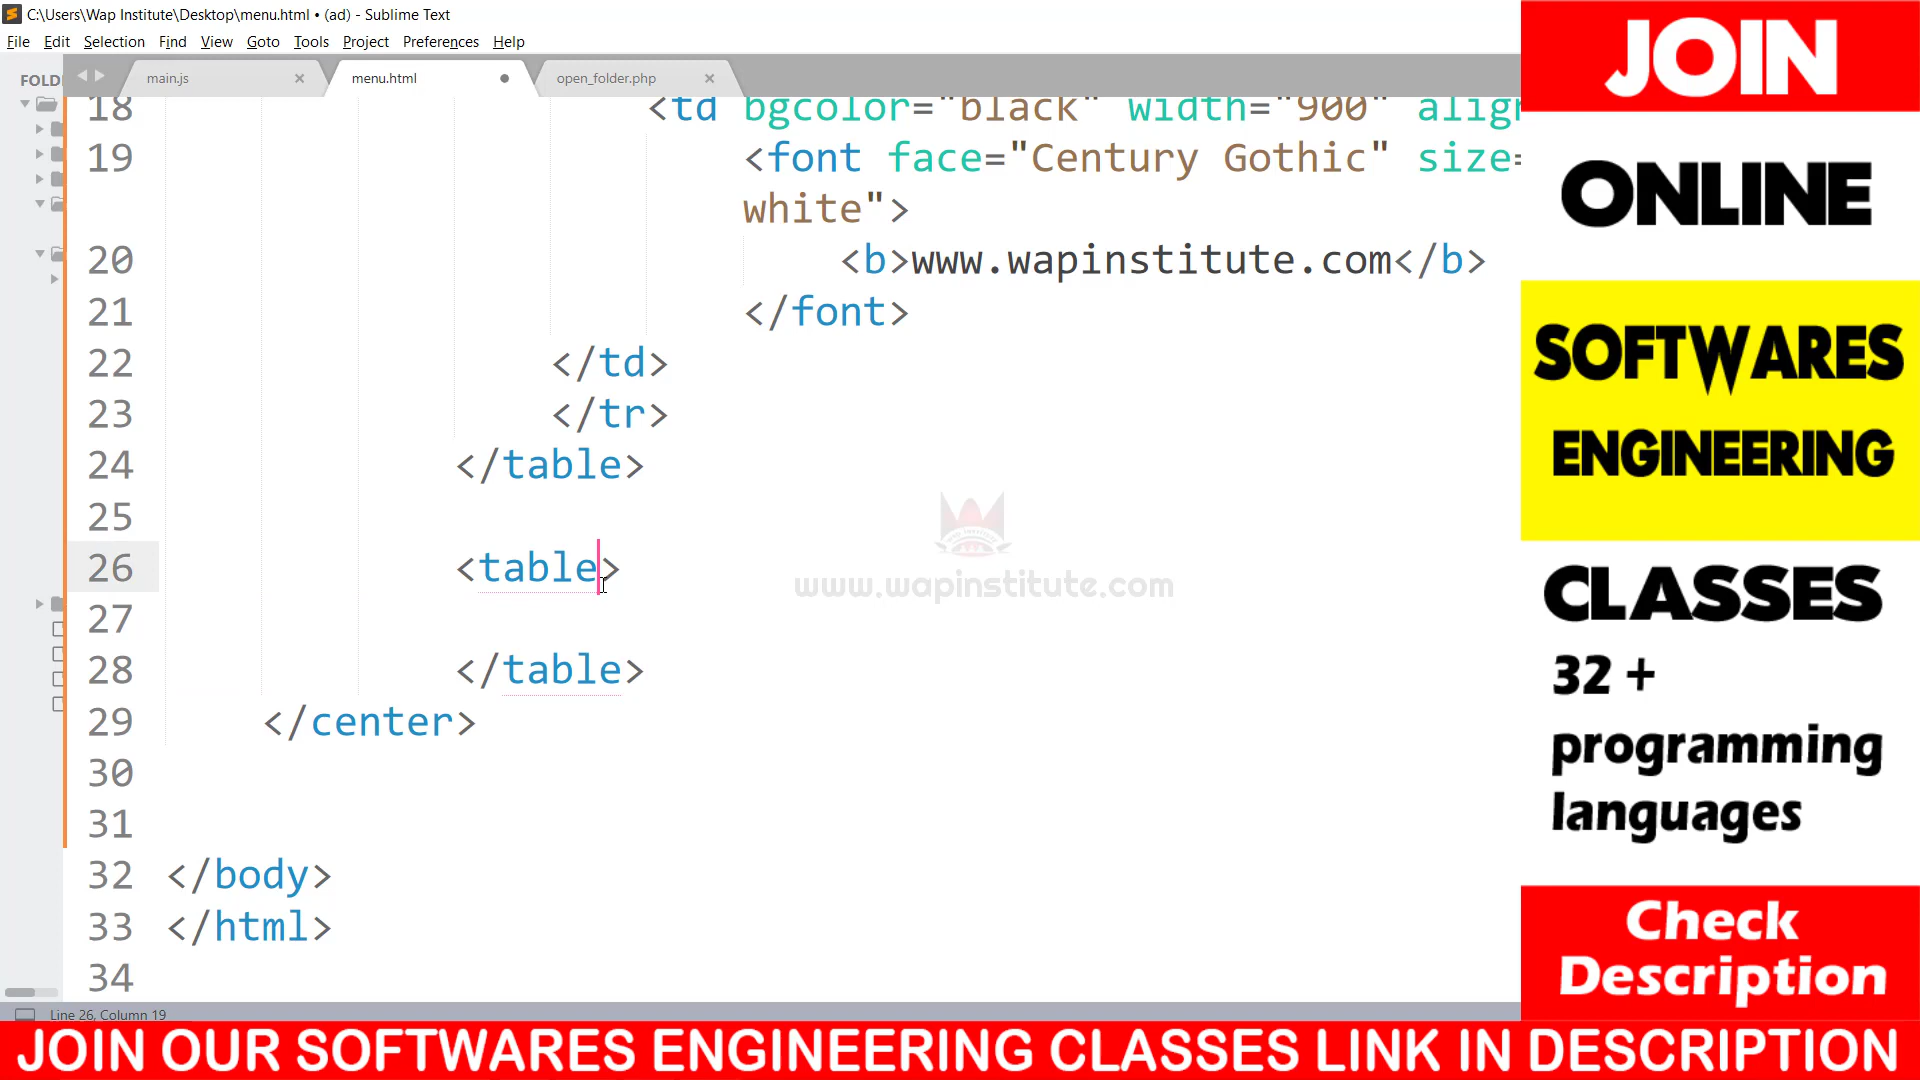 C:\Users\Wap Institute\Desktop\menu.html • (ad) - Sublime Text
File Edit Selection Find View Goto Tools Project Preferences Help
FOLD
main.js
menu.html
open_folder.php
18 <td bgcolor="black" width="900" align
19 <font face="Century Gothic" size=
white">
20 <b>www.wapinstitute.com</b>
21 </font>
22 </td>
23 </tr>
24 </table>
25
26 <table>
27
28 </table>
29 </center>
30
31
32 </body>
33 </html>
34
www.wapinstitute.com
Line 26, Column 19
JOIN
ONLINE
SOFTWARES
ENGINEERING
CLASSES
32 +
programming
languages
Check
Description
JOIN OUR SOFTWARES ENGINEERING CLASSES LINK IN DESCRIPTION